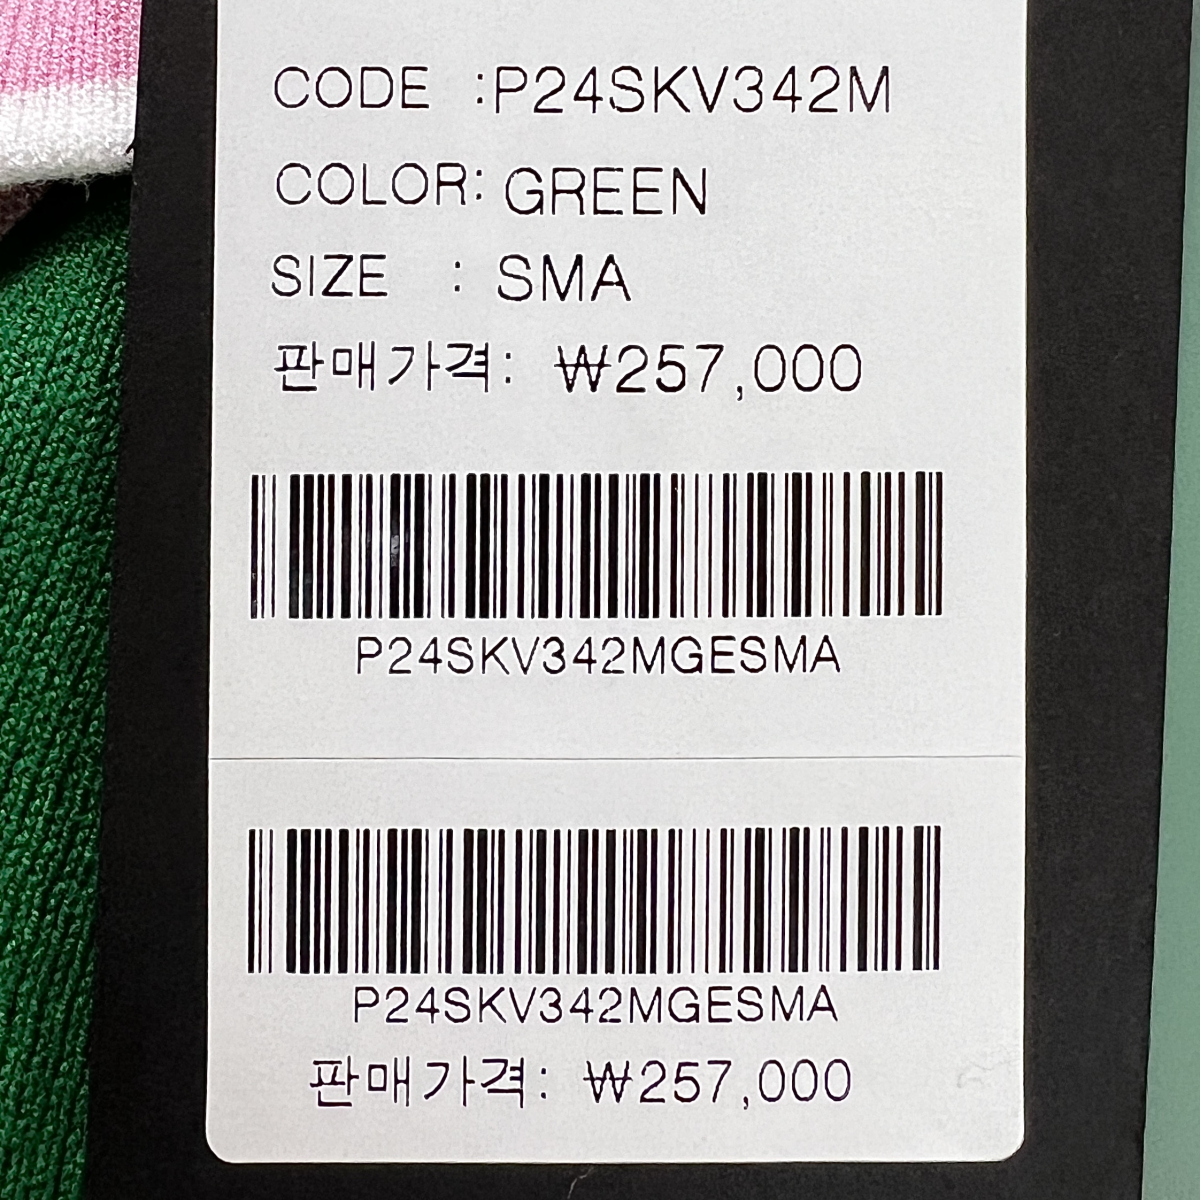 CODE :P24SKV342M
COLOR: GREEN
SIZE : SMA
판매가격: ₩257,000
P24SKV342MGESMA
P24SKV342MGESMA
판매가격: ₩257,000